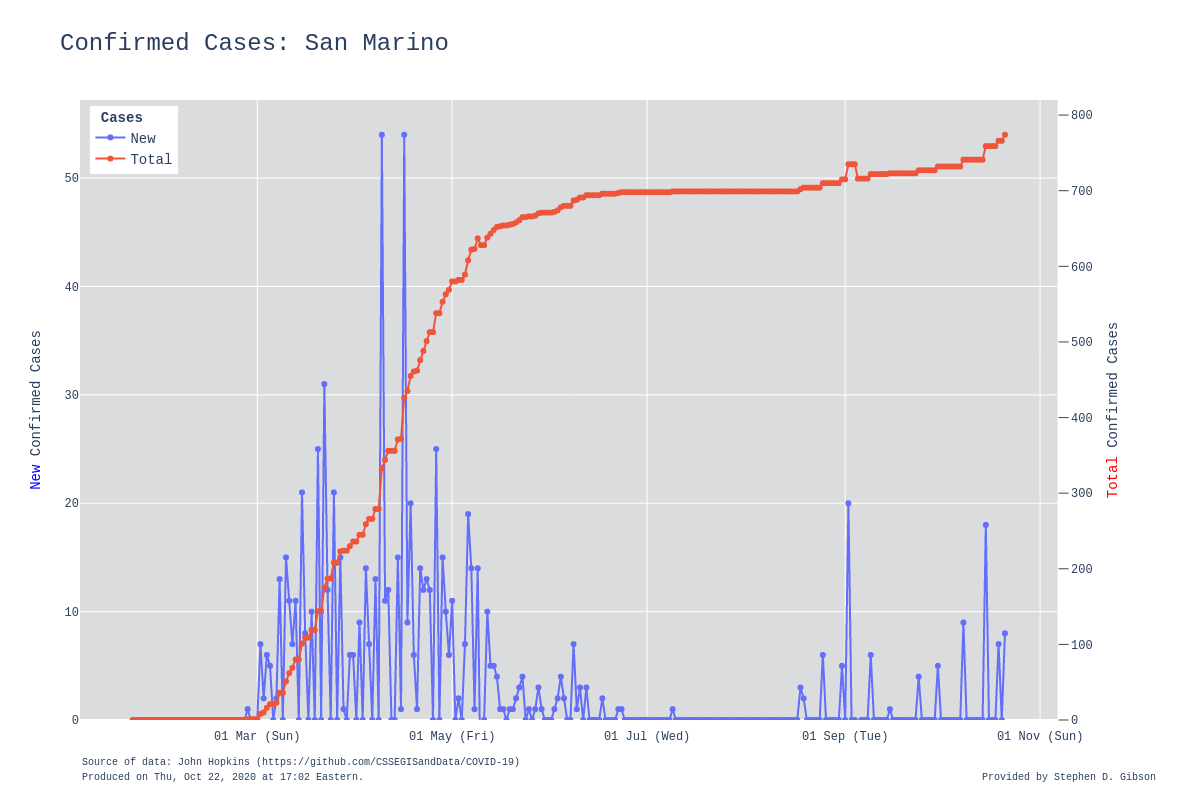 Confirmed Cases: San Marino
Cases
New
Total
50
40
30
20
10
0
800
700
600
500
400
300
200
100
0
New Confirmed Cases
Total Confirmed Cases
01 Mar (Sun)
01 May (Fri)
01 Jul (Wed)
01 Sep (Tue)
01 Nov (Sun)
Source of data: John Hopkins (https://github.com/CSSEGISandData/COVID-19)
Produced on Thu, Oct 22, 2020 at 17:02 Eastern.
Provided by Stephen D. Gibson